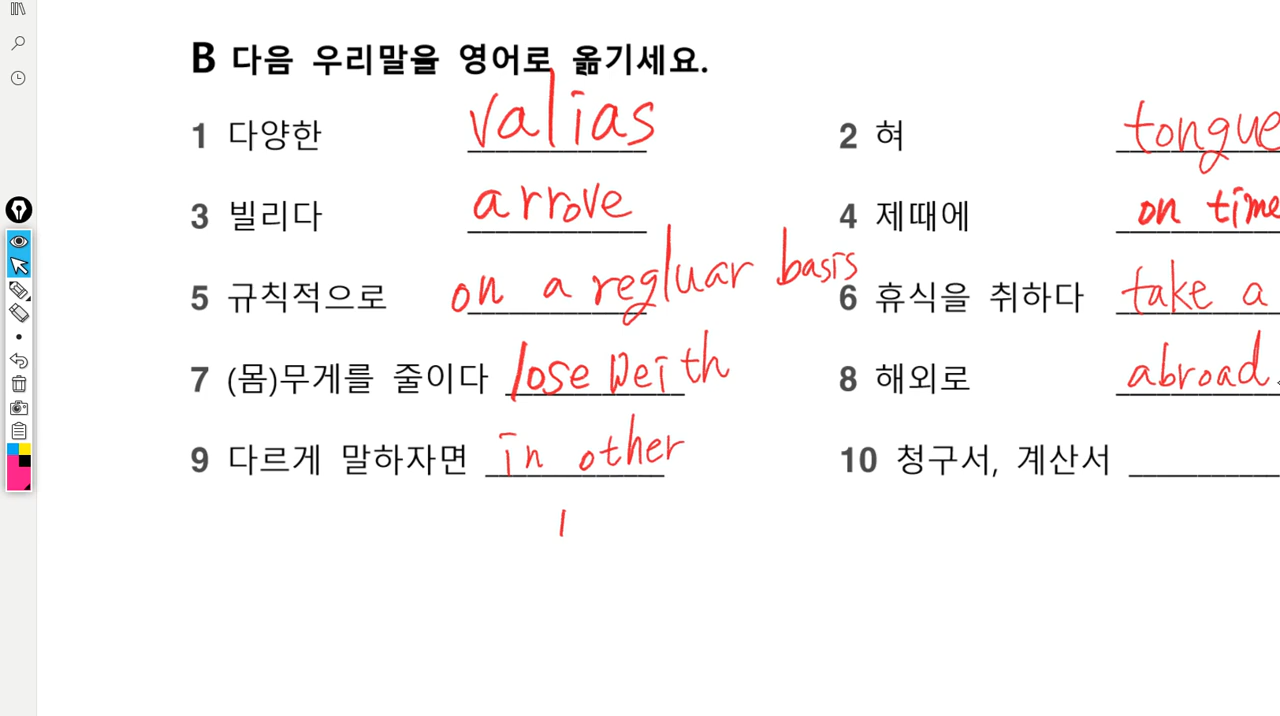 B 다음 우리말을 영어로 옮기세요.
1 다양한 valias
2 혀 tongue
3 빌리다 arrove
4 제때에 on time
5 규칙적으로 on a regluar basis
6 휴식을 취하다 take a
7 (몸)무게를 줄이다 lose Weith
8 해외로 abroad
9 다르게 말하자면 in other
10 청구서, 계산서